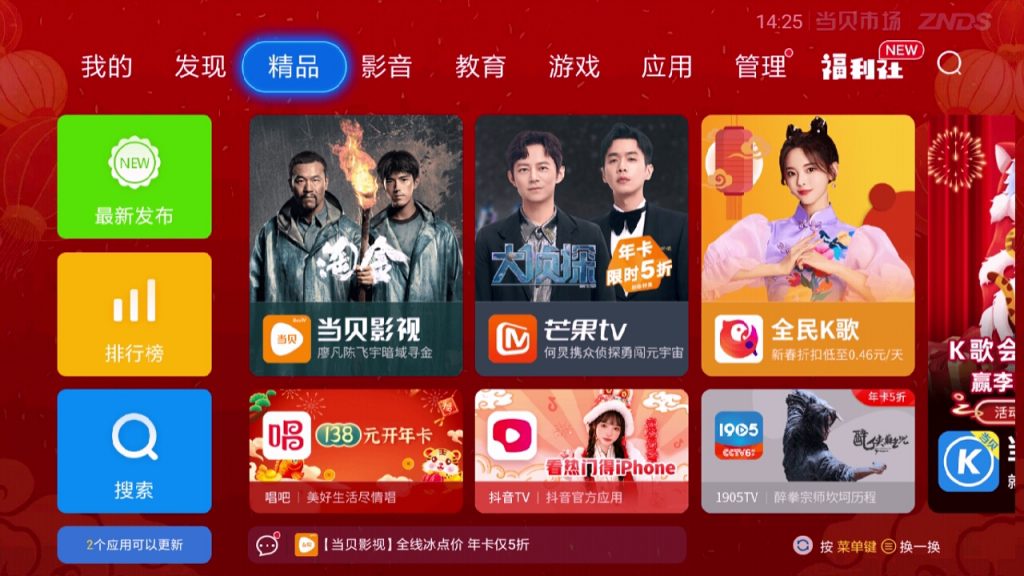 14:25 当贝市场 ZNDS
我的 发现 精品 影音 教育 游戏 应用 管理 福利社 NEW
NEW
最新发布
排行榜
搜索
2个应用可以更新
淘金
当贝
当贝影视
廖凡陈飞宇暗域寻金
大侦探
年卡
限时5折
芒果tv
何炅携众侦探勇闯元宇宙
全民K歌
新春折扣低至0.46元/天
K歌会
赢李
活动
当贝
K
唱
138元开年卡
唱吧 | 美好生活尽情唱
看热门得iPhone
抖音TV | 抖音官方应用
年卡5折
1905
CCTV6
1905TV | 醉拳宗师坎坷历程
【当贝影视】全线冰点价 年卡仅5折
按 菜单键 换一换